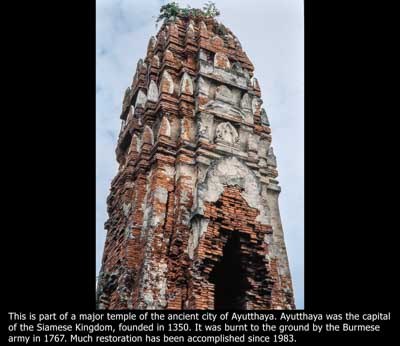 This is part of a major temple of the ancient city of Ayutthaya. Ayutthaya was the capital
of the Siamese Kingdom, founded in 1350. It was burnt to the ground by the Burmese
army in 1767. Much restoration has been accomplished since 1983.